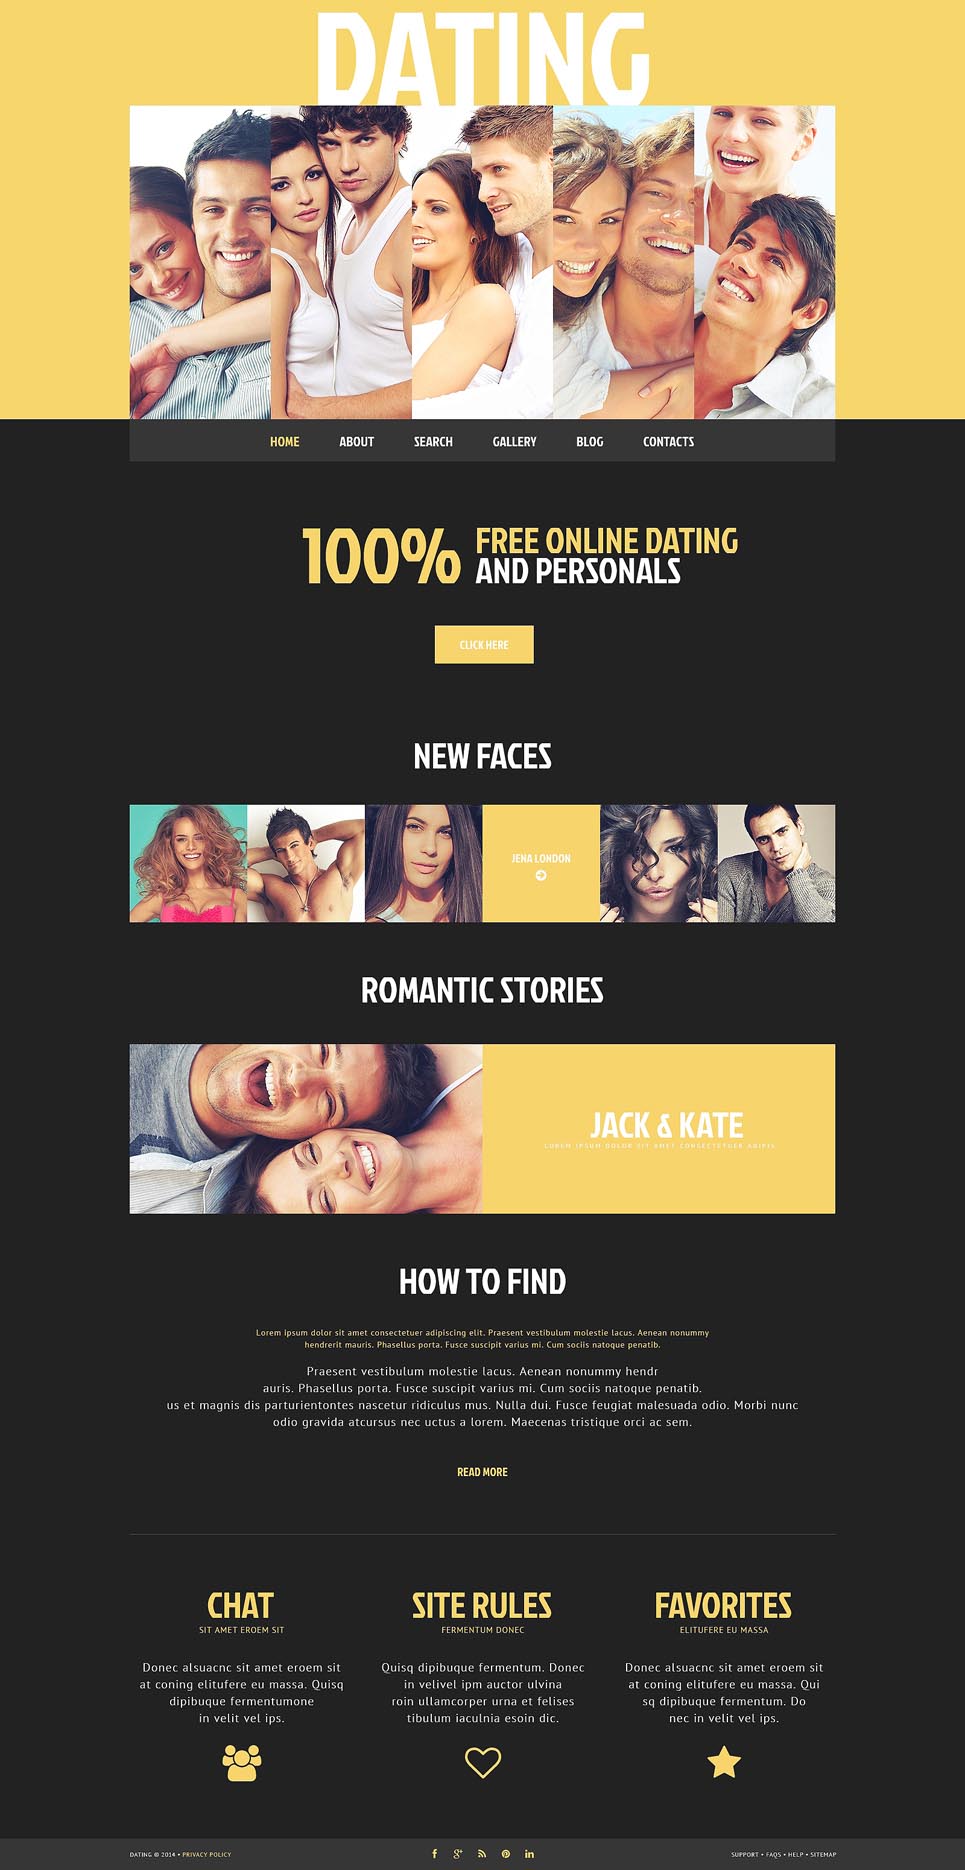 DATING
HOME ABOUT SEARCH GALLERY BLOG CONTACTS
100% FREE ONLINE DATING
AND PERSONALS
CLICK HERE
NEW FACES
JENA LONDON
ROMANTIC STORIES
JACK & KATE
LOREM IPSUM DOLOR SIT AMET CONSECTETUER ADIPIS
HOW TO FIND
Lorem ipsum dolor sit amet consectetuer adipiscing elit. Praesent vestibulum molestie lacus. Aenean nonummy
hendrerit mauris. Phasellus porta. Fusce suscipit varius mi. Cum sociis natoque penatib.
Praesent vestibulum molestie lacus. Aenean nonummy hendr
auris. Phasellus porta. Fusce suscipit varius mi. Cum sociis natoque penatib.
us et magnis dis parturientontes nascetur ridiculus mus. Nulla dui. Fusce feugiat malesuada odio. Morbi nunc
odio gravida atcursus nec uctus a lorem. Maecenas tristique orci ac sem.
READ MORE
CHAT
SIT AMET EROEM SIT
Donec alsuacnc sit amet eroem sit
at coning elitufere eu massa. Quisq
dipibuque fermentumone
in velit vel ips.
SITE RULES
FERMENTUM DONEC
Quisq dipibuque fermentum. Donec
in velivel ipm auctor ulvina
roin ullamcorper urna et felises
tibulum iaculnia esoin dic.
FAVORITES
ELITUFERE EU MASSA
Donec alsuacnc sit amet eroem sit
at coning elitufere eu massa. Qui
sq dipibuque fermentum. Do
nec in velit vel ips.
DATING © 2014 • PRIVACY POLICY
SUPPORT • FAQS • HELP • SITEMAP